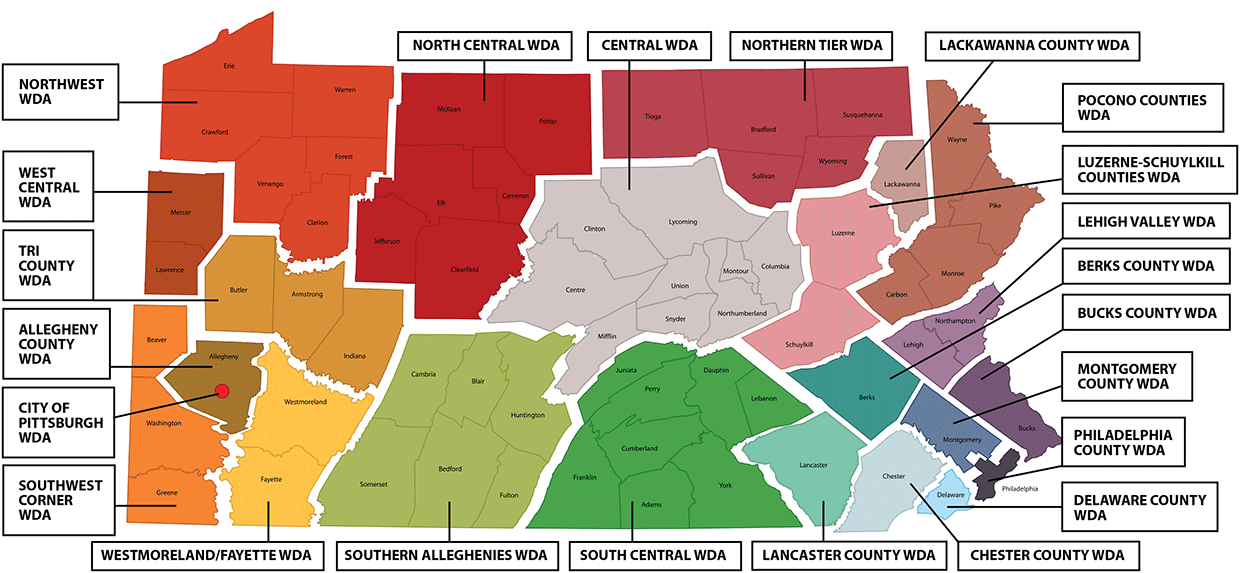 NORTH CENTRAL WDA
CENTRAL WDA
NORTHERN TIER WDA
LACKAWANNA COUNTY WDA
NORTHWEST
WDA
WEST
CENTRAL
WDA
TRI
COUNTY
WDA
ALLEGHENY
COUNTY
WDA
CITY OF
PITTSBURGH
WDA
SOUTHWEST
CORNER
WDA
POCONO COUNTIES
WDA
LUZERNE-SCHUYLKILL
COUNTIES WDA
LEHIGH VALLEY WDA
BERKS COUNTY WDA
BUCKS COUNTY WDA
MONTGOMERY
COUNTY WDA
PHILADELPHIA
COUNTY WDA
DELAWARE COUNTY
WDA
WESTMORELAND/FAYETTE WDA
SOUTHERN ALLEGHENIES WDA
SOUTH CENTRAL WDA
LANCASTER COUNTY WDA
CHESTER COUNTY WDA
Erie
Warren
Crawford
Forest
Venango
Clarion
Mercer
Lawrence
Butler
Armstrong
Indiana
Beaver
Allegheny
Washington
Greene
Westmoreland
Fayette
McKean
Potter
Elk
Cameron
Jefferson
Clearfield
Clinton
Lycoming
Centre
Union
Montour
Columbia
Snyder
Northumberland
Mifflin
Tioga
Bradford
Susquehanna
Sullivan
Wyoming
Lackawanna
Wayne
Pike
Monroe
Carbon
Luzerne
Schuylkill
Northampton
Lehigh
Berks
Bucks
Montgomery
Philadelphia
Delaware
Chester
Lancaster
Cambria
Blair
Huntington
Somerset
Bedford
Fulton
Juniata
Perry
Dauphin
Lebanon
Cumberland
Franklin
Adams
York